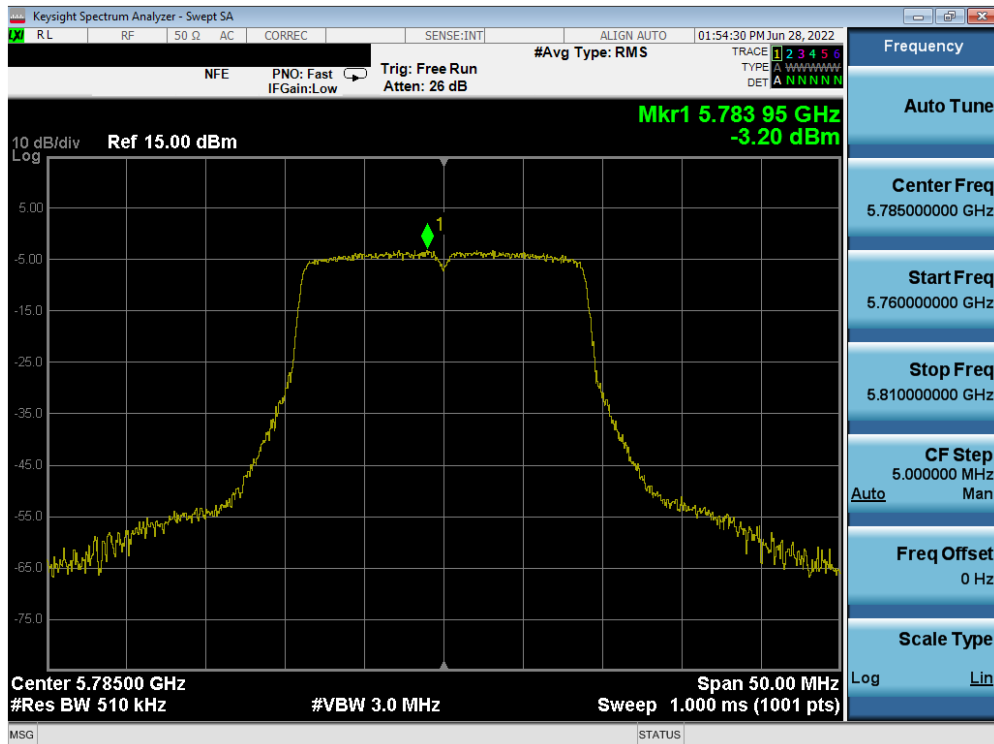 Keysight Spectrum Analyzer - Swept SA
LXI RL RF 50 Ω AC CORREC SENSE:INT ALIGN AUTO 01:54:30 PM Jun 28, 2022
NFE PNO: Fast Trig: Free Run #Avg Type: RMS TRACE 1 2 3 4 5 6
IFGain:Low Atten: 26 dB TYPE A WWWWW
DET A N N N N N
Mkr1 5.783 95 GHz
-3.20 dBm
10 dB/div Ref 15.00 dBm
Log
5.00
1
-5.00
-15.0
-25.0
-35.0
-45.0
-55.0
-65.0
-75.0
Center 5.78500 GHz Span 50.00 MHz
#Res BW 510 kHz #VBW 3.0 MHz Sweep 1.000 ms (1001 pts)
MSG STATUS
Frequency
Auto Tune
Center Freq
5.785000000 GHz
Start Freq
5.760000000 GHz
Stop Freq
5.810000000 GHz
CF Step
5.000000 MHz
Auto Man
Freq Offset
0 Hz
Scale Type
Log Lin